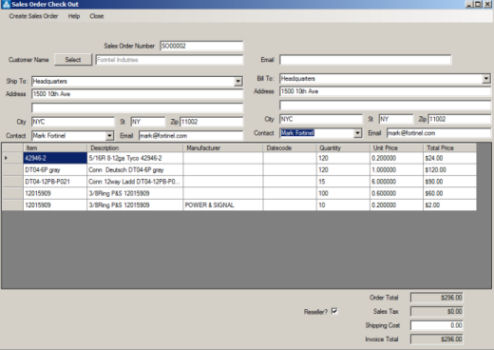 Sales Order Check Out
Create Sales Order Help Close
Sales Order Number SO00002
Customer Name Select Fortriel Industries Email
Ship To: Headquarters Bill To: Headquarters
Address 1500 10th Ave Address 1500 10th Ave
City NYC St NY Zip 11002 City NYC St NY Zip 11002
Contact Mark Fortinel Email mark@fortinel.com Contact Mark Fortinel Email mark@fortinel.com
Item Description Manufacturer Datecode Quantity Unit Price Total Price
42946-2 5/16R 8-12ga Tyco 42946-2 120 0.200000 $24.00
DT04-6P gray Conn Deutsch DT04-6P gray 120 1.000000 $120.00
DT04-12PB-P021 Conn 12way Ladd DT04-12PB-PO... 15 6.000000 $90.00
12015909 3/8Ring P&S 12015909 100 0.600000 $60.00
12015909 3/8Ring P&S 12015909 POWER & SIGNAL 10 0.200000 $2.00
Order Total $296.00
Reseller? Sales Tax $0.00
Shipping Cost 0.00
Invoice Total $296.00